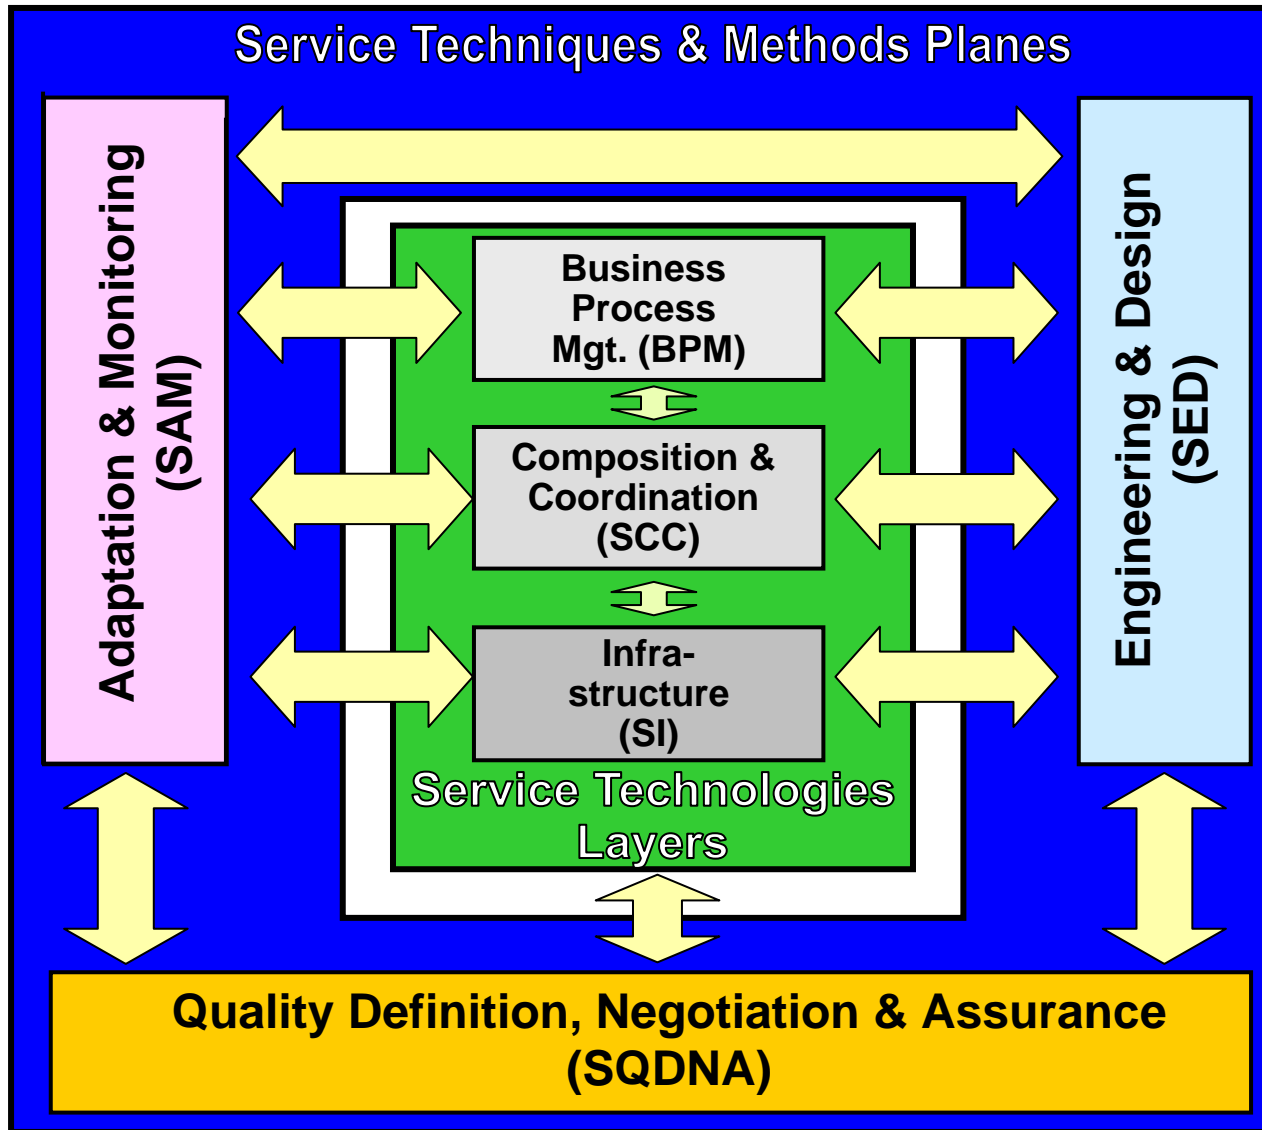 Service Techniques & Methods Planes
Adaptation & Monitoring
(SAM)
Business
Process
Mgt. (BPM)
Composition &
Coordination
(SCC)
Infra-
structure
(SI)
Service Technologies
Layers
Engineering & Design
(SED)
Quality Definition, Negotiation & Assurance
(SQDNA)